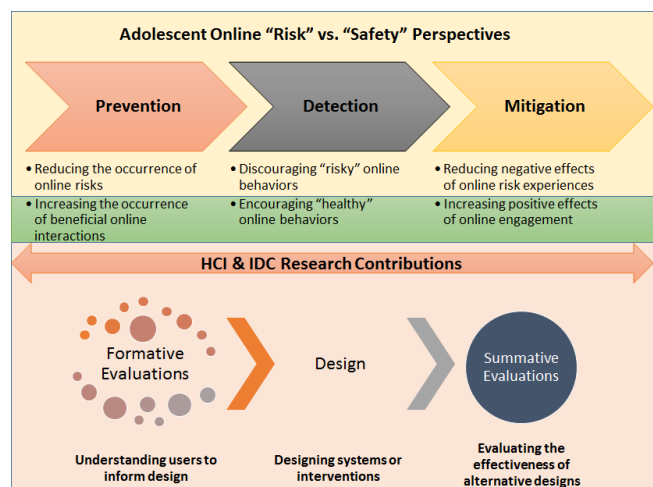 Adolescent Online “Risk” vs. “Safety” Perspectives
Prevention
Detection
Mitigation
• Reducing the occurrence of
online risks
• Increasing the occurrence
of beneficial online
interactions
• Discouraging “risky” online
behaviors
• Encouraging “healthy”
online behaviors
• Reducing negative effects
of online risk experiences
• Increasing positive effects
of online engagement
HCI & IDC Research Contributions
Formative
Evaluations
Design
Summative
Evaluations
Understanding users to
inform design
Designing systems or
interventions
Evaluating the
effectiveness of
alternative designs